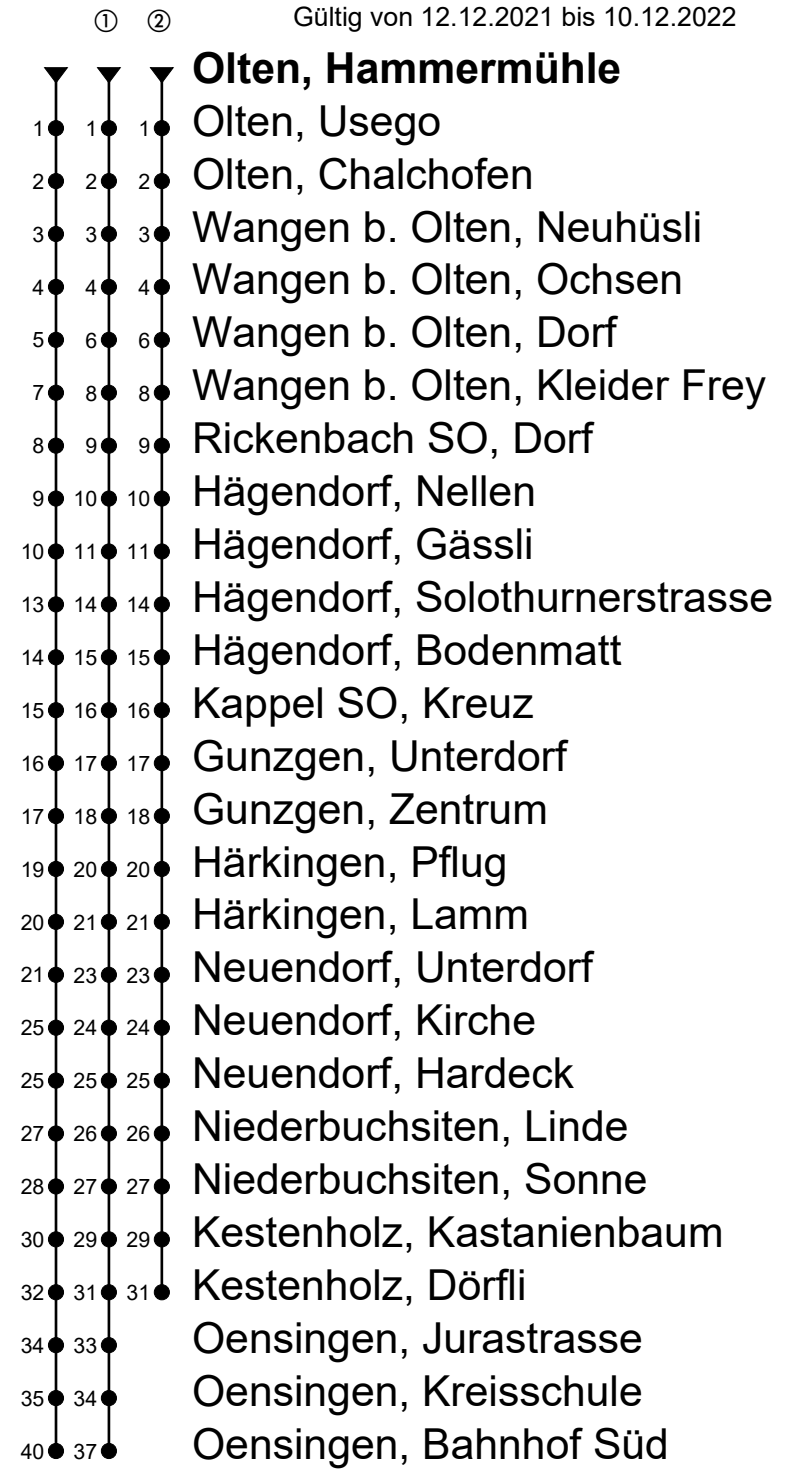 ① ② Gültig von 12.12.2021 bis 10.12.2022
Olten, Hammermühle
1 1 1 Olten, Usego
2 2 2 Olten, Chalchofen
3 3 3 Wangen b. Olten, Neuhüsli
4 4 4 Wangen b. Olten, Ochsen
5 6 6 Wangen b. Olten, Dorf
7 8 8 Wangen b. Olten, Kleider Frey
8 9 9 Rickenbach SO, Dorf
9 10 10 Hägendorf, Nellen
10 11 11 Hägendorf, Gässli
13 14 14 Hägendorf, Solothurnerstrasse
14 15 15 Hägendorf, Bodenmatt
15 16 16 Kappel SO, Kreuz
16 17 17 Gunzgen, Unterdorf
17 18 18 Gunzgen, Zentrum
19 20 20 Härkingen, Pflug
20 21 21 Härkingen, Lamm
21 23 23 Neuendorf, Unterdorf
25 24 24 Neuendorf, Kirche
25 25 25 Neuendorf, Hardeck
27 26 26 Niederbuchsiten, Linde
28 27 27 Niederbuchsiten, Sonne
30 29 29 Kestenholz, Kastanienbaum
32 31 31 Kestenholz, Dörfli
34 33 Oensingen, Jurastrasse
35 34 Oensingen, Kreisschule
40 37 Oensingen, Bahnhof Süd